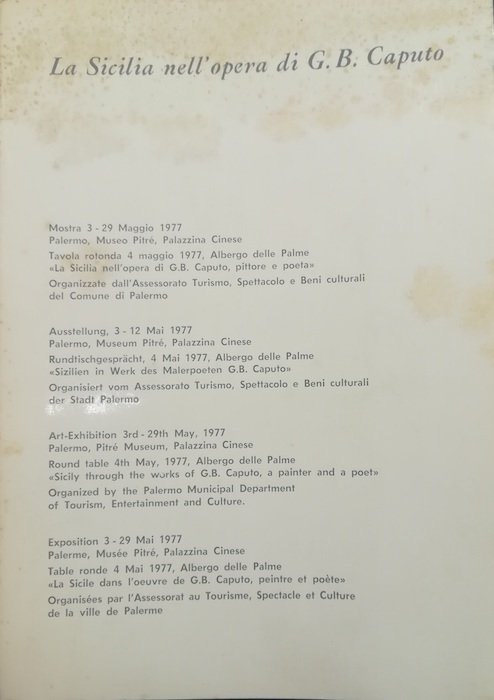 La Sicilia nell'opera di G. B. Caputo
Mostra 3 - 29 Maggio 1977
Palermo, Museo Pitré, Palazzina Cinese
Tavola rotonda 4 maggio 1977, Albergo delle Palme
«La Sicilia nell'opera di G.B. Caputo, pittore e poeta»
Organizzate dall'Assessorato Turismo, Spettacolo e Beni culturali
del Comune di Palermo
Ausstellung, 3 - 12 Mai 1977
Palermo, Museum Pitré, Palazzina Cinese
Rundtischgesprächt, 4 Mai 1977, Albergo delle Palme
«Sizilien in Werk des Malerpoeten G.B. Caputo»
Organisiert vom Assessorato Turismo, Spettacolo e Beni culturali
der Stadt Palermo
Art-Exhibition 3rd - 29th May, 1977
Palermo, Pitré Museum, Palazzina Cinese
Round table 4th May, 1977, Albergo delle Palme
«Sicily through the works of G.B. Caputo, a painter and a poet»
Organized by the Palermo Municipal Department
of Tourism, Entertainment and Culture.
Exposition 3 - 29 Mai 1977
Palerme, Musée Pitré, Palazzina Cinese
Table ronde 4 Mai 1977, Albergo delle Palme
«La Sicile dans l'oeuvre de G.B. Caputo, peintre et poète»
Organisées par l'Assessorat au Tourisme, Spectacle et Culture
de la ville de Palerme